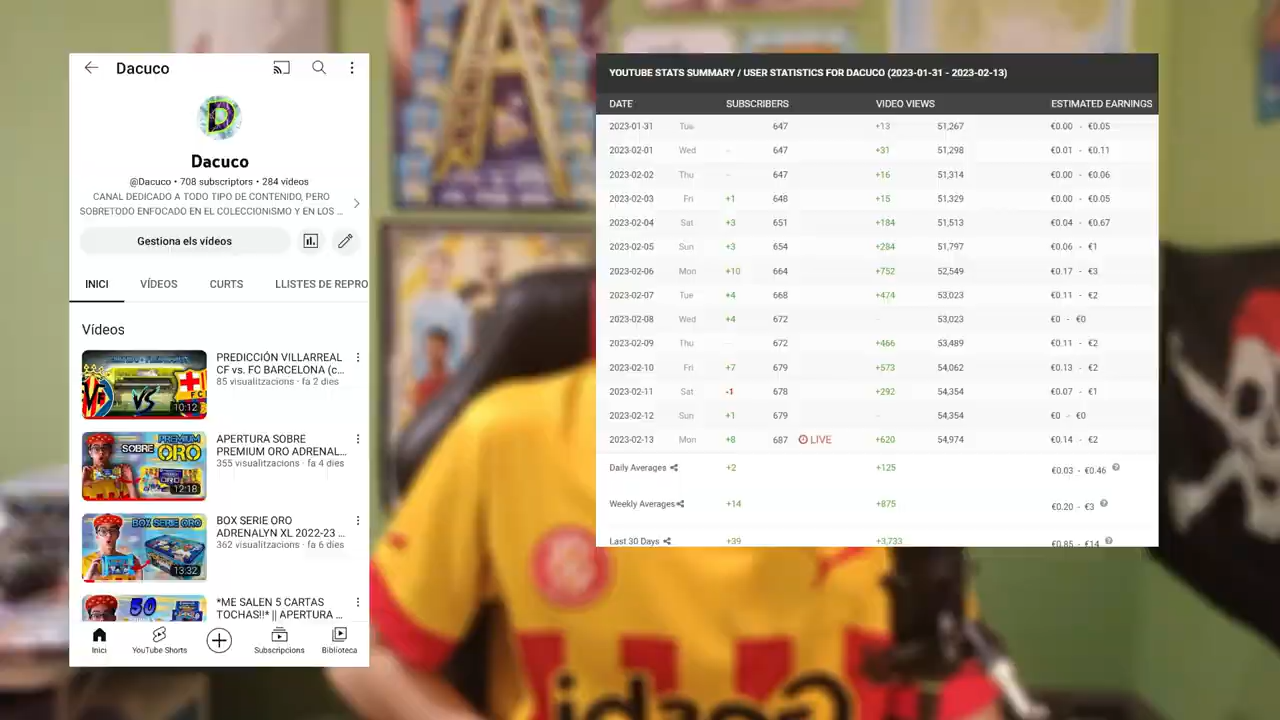 Dacuco
D
Dacuco
@Dacuco • 708 subscriptors • 284 vídeos
CANAL DEDICADO A TODO TIPO DE CONTENIDO, PERO
SOBRETODO ENFOCADO EN EL COLECCIONISMO Y EN LOS ...
Gestiona els vídeos
INICI VÍDEOS CURTS LLISTES DE REPRO
Vídeos
VS
10:12
PREDICCIÓN VILLARREAL
CF vs. FC BARCELONA (c...
85 visualitzacions · fa 2 dies
SOBRE PREMIUM ORO
12:18
APERTURA SOBRE
PREMIUM ORO ADRENAL...
355 visualitzacions · fa 4 dies
BOX SERIE ORO
13:32
BOX SERIE ORO
ADRENALYN XL 2022-23 ...
362 visualitzacions · fa 6 dies
50
*ME SALEN 5 CARTAS
TOCHAS!!* || APERTURA ...
Inici YouTube Shorts Subscripcions Biblioteca
YOUTUBE STATS SUMMARY / USER STATISTICS FOR DACUCO (2023-01-31 - 2023-02-13)
DATE SUBSCRIBERS VIDEO VIEWS ESTIMATED EARNINGS
2023-01-31 Tue 647 +13 51,267 €0.00 - €0.05
2023-02-01 Wed -- 647 +31 51,298 €0.01 - €0.11
2023-02-02 Thu -- 647 +16 51,314 €0.00 - €0.06
2023-02-03 Fri +1 648 +15 51,329 €0.00 - €0.05
2023-02-04 Sat +3 651 +184 51,513 €0.04 - €0.67
2023-02-05 Sun +3 654 +284 51,797 €0.06 - €1
2023-02-06 Mon +10 664 +752 52,549 €0.17 - €3
2023-02-07 Tue +4 668 +474 53,023 €0.11 - €2
2023-02-08 Wed +4 672 -- 53,023 €0 - €0
2023-02-09 Thu -- 672 +466 53,489 €0.11 - €2
2023-02-10 Fri +7 679 +573 54,062 €0.13 - €2
2023-02-11 Sat -1 678 +292 54,354 €0.07 - €1
2023-02-12 Sun +1 679 -- 54,354 €0 - €0
2023-02-13 Mon +8 687 LIVE +620 54,974 €0.14 - €2
Daily Averages +2 +125 €0.03 - €0.46
Weekly Averages +14 +875 €0.20 - €3
Last 30 Days +39 +3,733 €0.85 - €14